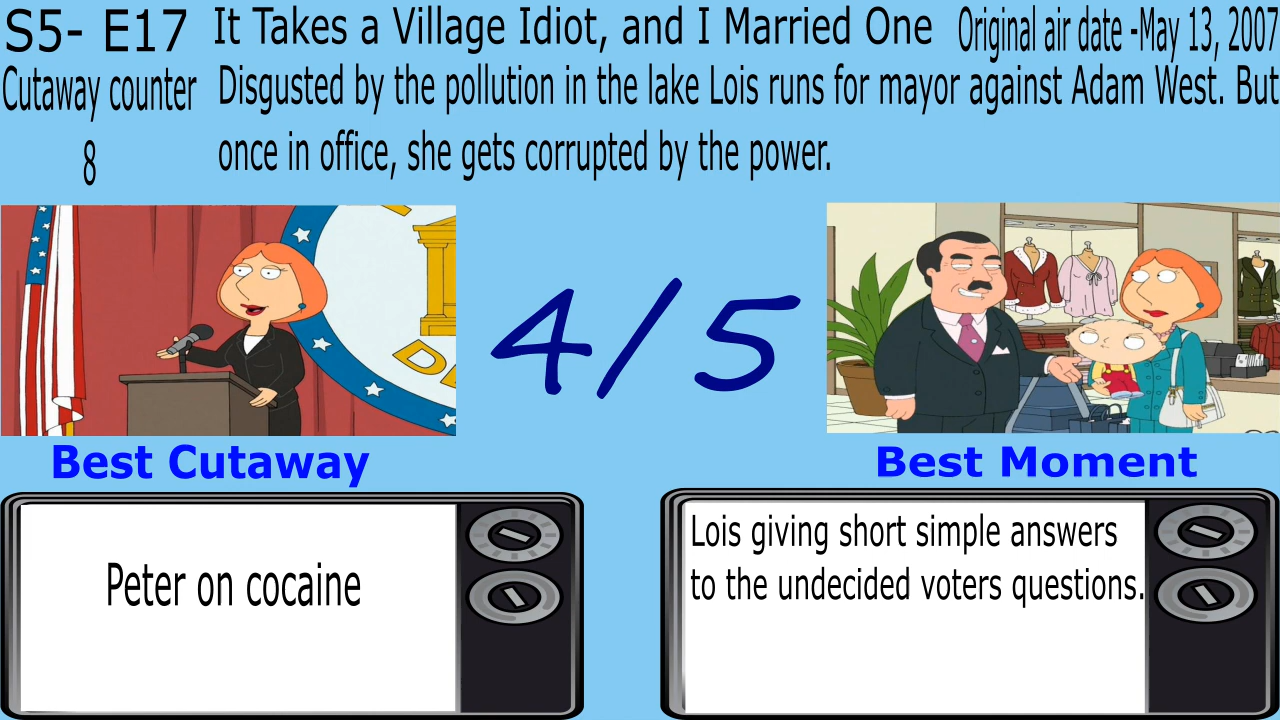 S5- E17 It Takes a Village Idiot, and I Married One Original air date -May 13, 2007
Cutaway counter
8
Disgusted by the pollution in the lake Lois runs for mayor against Adam West. But
once in office, she gets corrupted by the power.
4/5
Best Cutaway
Best Moment
Peter on cocaine
Lois giving short simple answers
to the undecided voters questions.